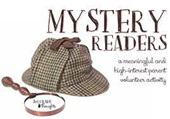 MYSTERY
READERS
a meaningful and
high-interest parent
volunteer activity